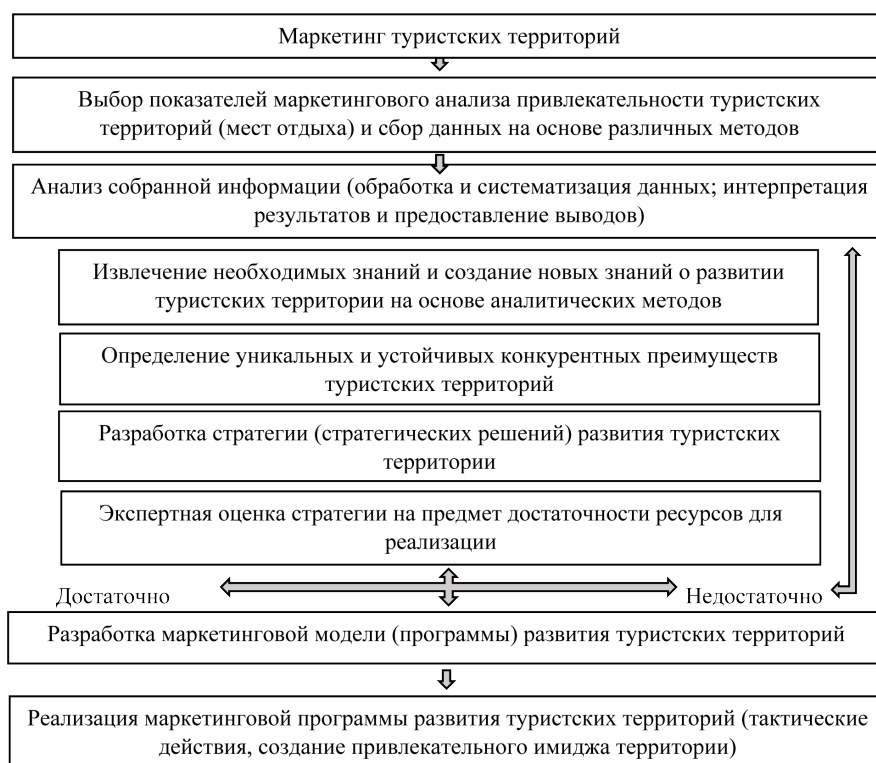 Маркетинг туристских территорий
Выбор показателей маркетингового анализа привлекательности туристских
территорий (мест отдыха) и сбор данных на основе различных методов
Анализ собранной информации (обработка и систематизация данных; интерпретация
результатов и предоставление выводов)
Извлечение необходимых знаний и создание новых знаний о развитии
туристских территории на основе аналитических методов
Определение уникальных и устойчивых конкурентных преимуществ
туристских территорий
Разработка стратегии (стратегических решений) развития туристских
территории
Экспертная оценка стратегии на предмет достаточности ресурсов для
реализации
Достаточно Недостаточно
Разработка маркетинговой модели (программы) развития туристских территорий
Реализация маркетинговой программы развития туристских территорий (тактические
действия, создание привлекательного имиджа территории)